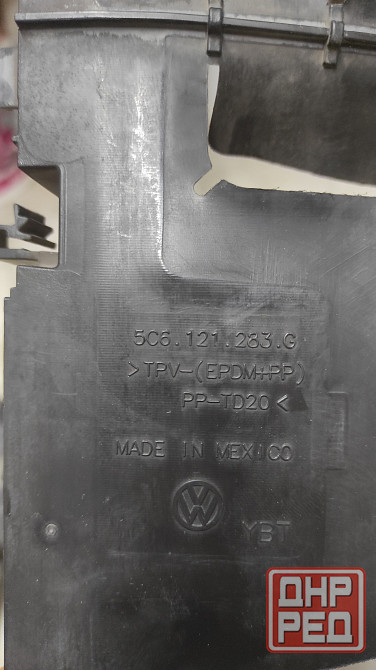 5C6.121.283.G
>TPV-(EPDM+PP)
PP-TD20<
MADE IN MEXICO
VW
YBT
ДНР
РЕД